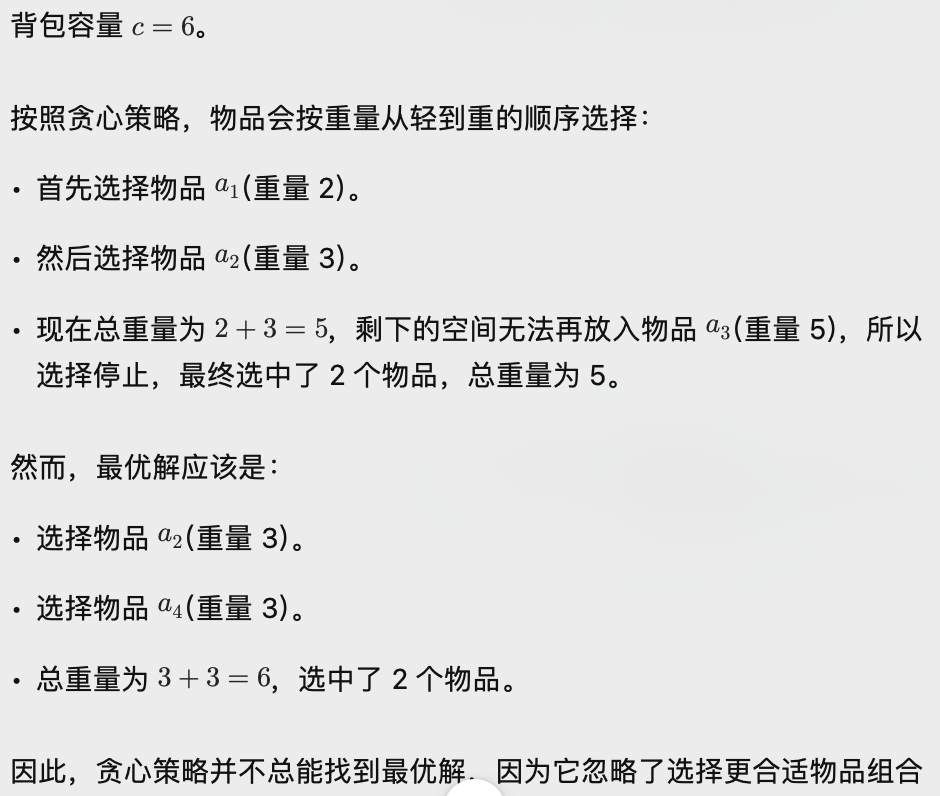 背包容量 c = 6。
按照贪心策略，物品会按重量从轻到重的顺序选择：
• 首先选择物品 a₁(重量 2)。
• 然后选择物品 a₂(重量 3)。
• 现在总重量为 2 + 3 = 5，剩下的空间无法再放入物品 a₃(重量 5)，所以
选择停止，最终选中了 2 个物品，总重量为 5。
然而，最优解应该是：
• 选择物品 a₂(重量 3)。
• 选择物品 a₄(重量 3)。
• 总重量为 3 + 3 = 6，选中了 2 个物品。
因此，贪心策略并不总能找到最优解，因为它忽略了选择更合适物品组合